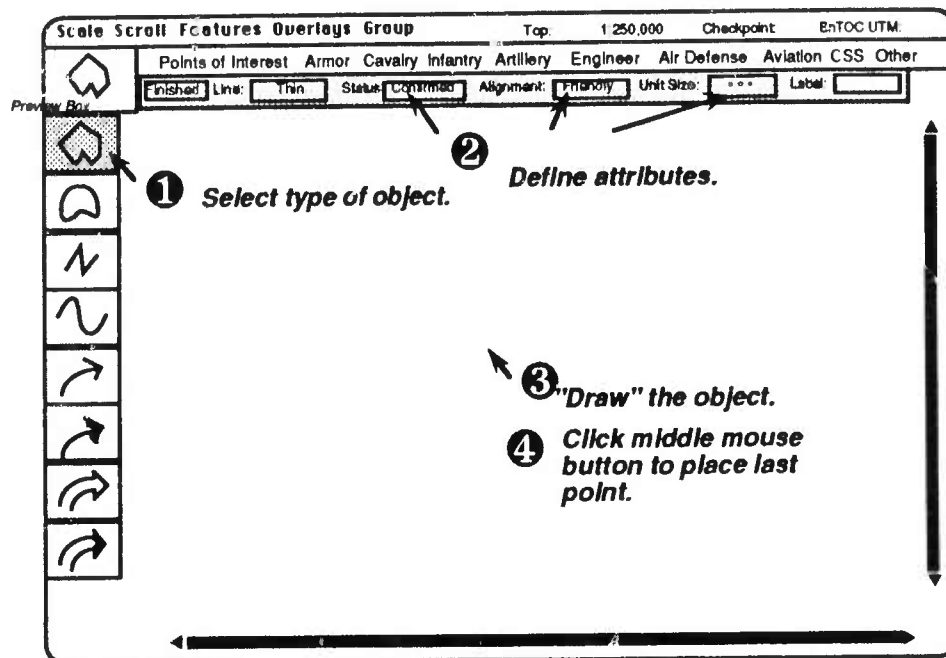 Scale Scroll Features Overlays Group Top: 1:250,000 Checkpoint: EnTOC UTM:
Points of Interest Armor Cavalry Infantry Artillery Engineer Air Defense Aviation CSS Other
Finished Line: Thin Status: Confirmed Alignment: Friendly Unit Size: ° ° ° Label:
Preview Box
1 Select type of object.
2 Define attributes.
3 "Draw" the object.
4 Click middle mouse
button to place last
point.